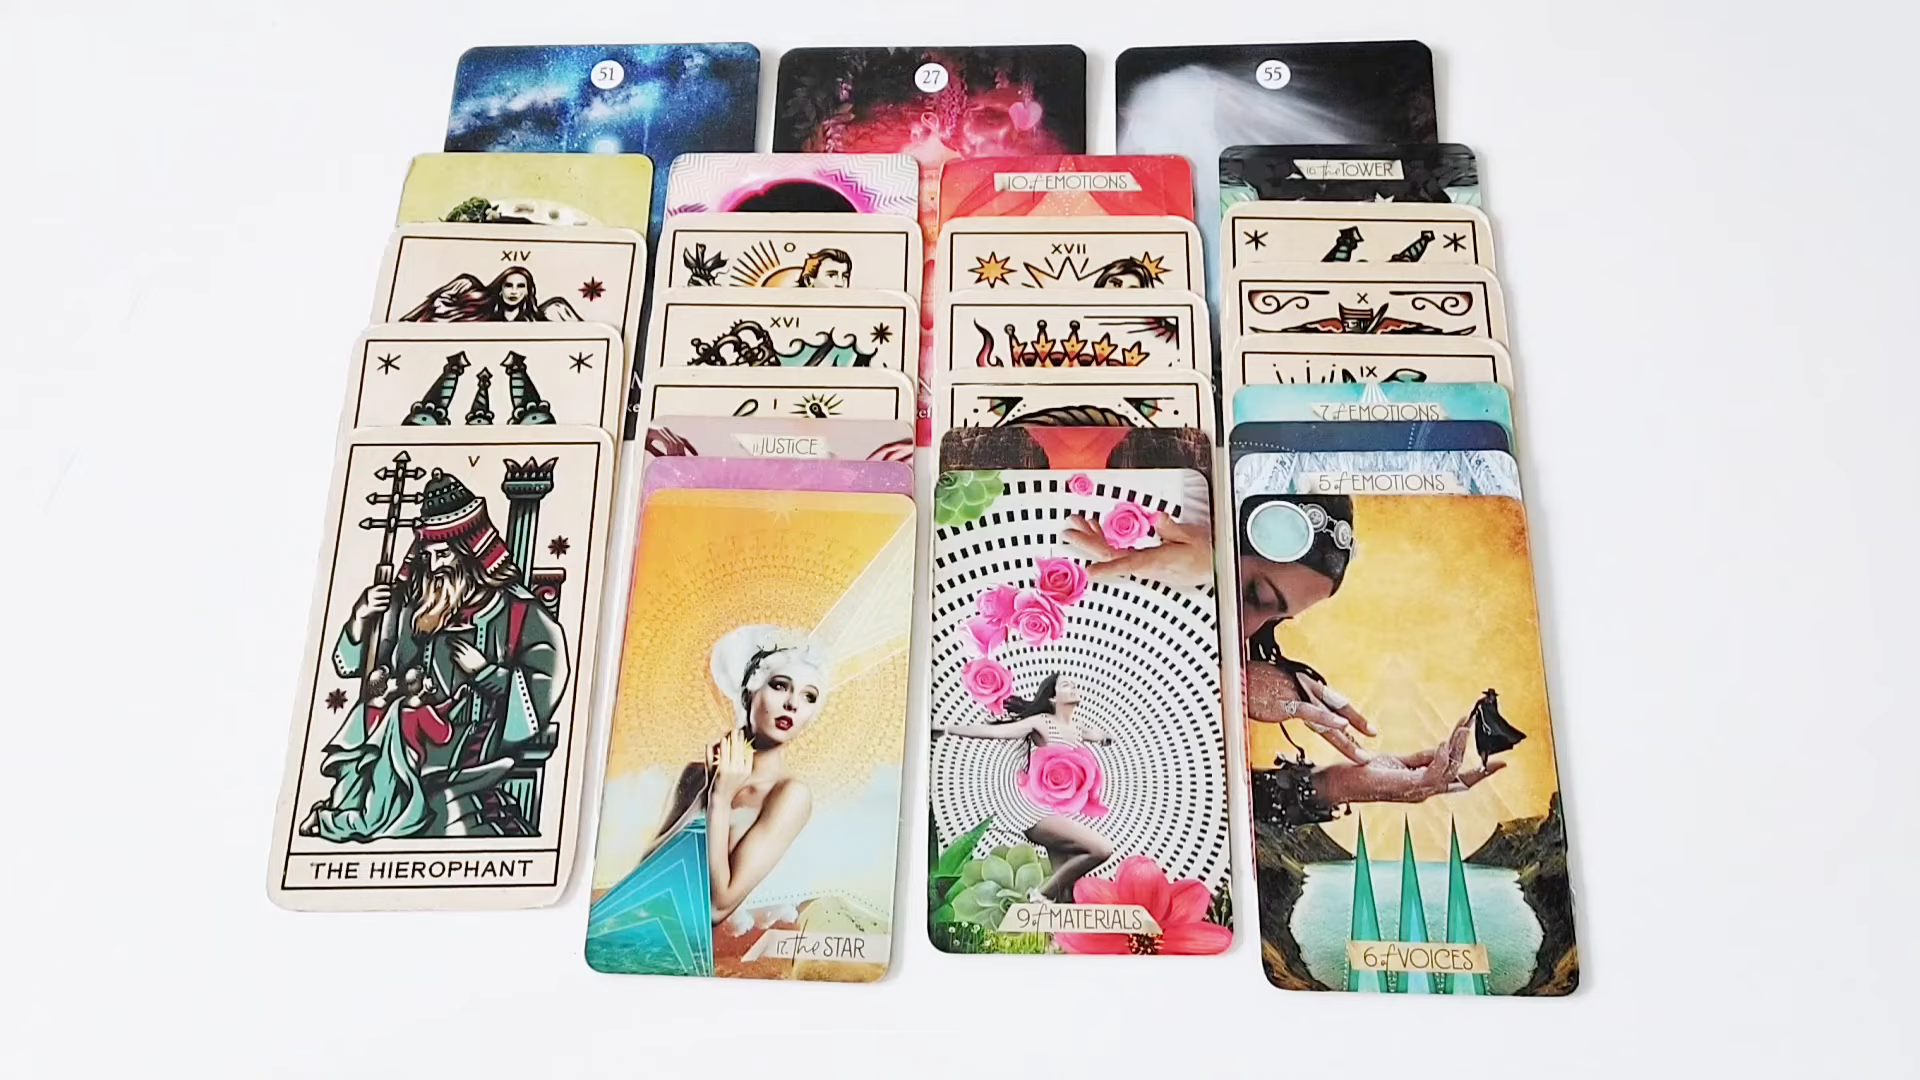 51
27
55
10 of EMOTIONS
16. the TOWER
XIV
O
XVII
XVI
X
I
IX
7 of EMOTIONS
11 JUSTICE
V
5 of EMOTIONS
THE HIEROPHANT
17. the STAR
9 of MATERIALS
6 of VOICES